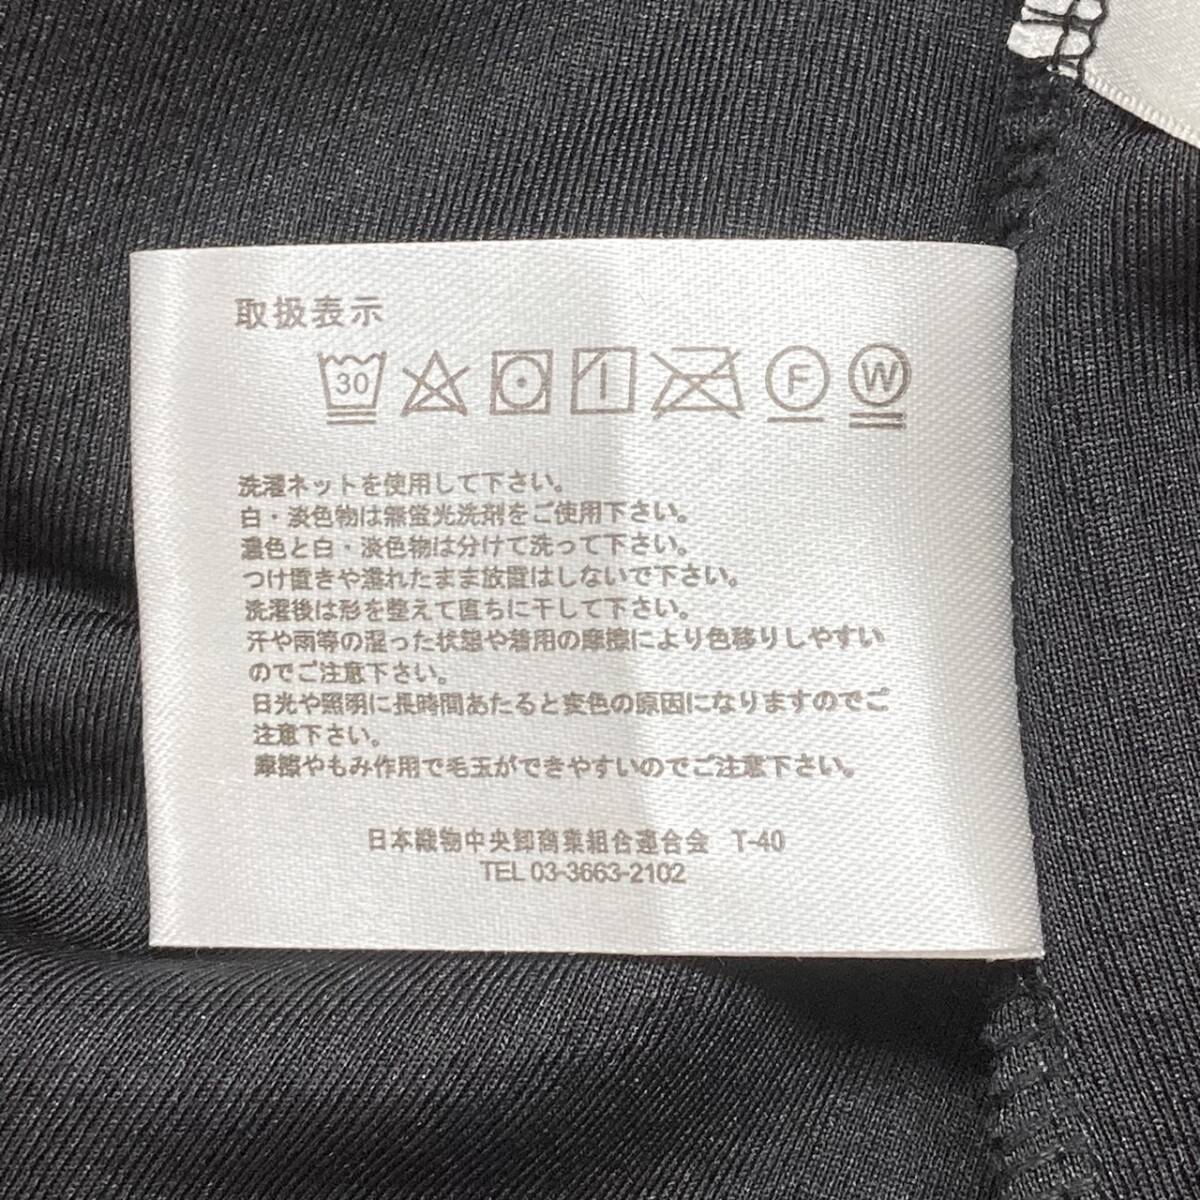 取扱表示
30 F W
洗濯ネットを使用して下さい。
白・淡色物は無蛍光洗剤をご使用下さい。
濃色と白・淡色物は分けて洗って下さい。
つけ置きや濡れたまま放置はしないで下さい。
洗濯後は形を整えて直ちに干して下さい。
汗や雨等の湿った状態や着用の摩擦により色移りしやすい
のでご注意下さい。
日光や照明に長時間あたると変色の原因になりますのでご
注意下さい。
摩擦やもみ作用で毛玉ができやすいのでご注意下さい。
日本織物中央卸商業組合連合会 T-40
TEL 03-3663-2102